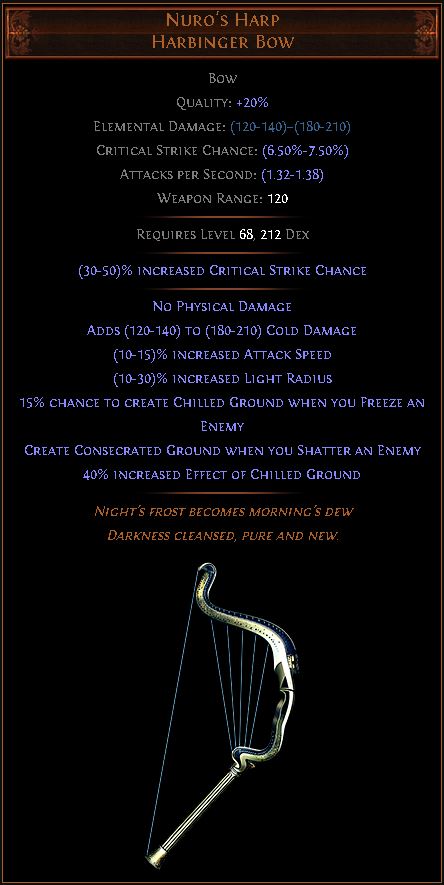 Nuro's Harp
Harbinger Bow
Bow
Quality: +20%
Elemental Damage: (120-140)–(180-210)
Critical Strike Chance: (6.50%-7.50%)
Attacks per Second: (1.32-1.38)
Weapon Range: 120
Requires Level 68, 212 Dex
(30-50)% increased Critical Strike Chance
No Physical Damage
Adds (120-140) to (180-210) Cold Damage
(10-15)% increased Attack Speed
(10-30)% increased Light Radius
15% chance to create Chilled Ground when you Freeze an
Enemy
Create Consecrated Ground when you Shatter an Enemy
40% increased Effect of Chilled Ground
Night's frost becomes morning's dew
Darkness cleansed, pure and new.